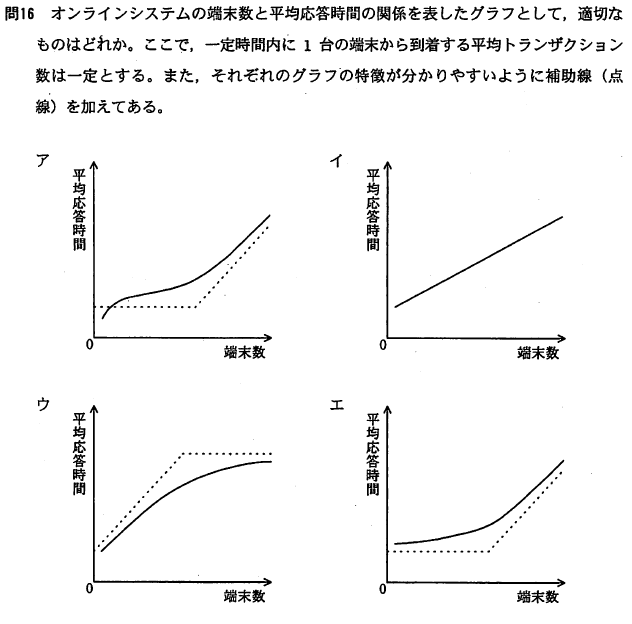 問16 オンラインシステムの端末数と平均応答時間の関係を表したグラフとして，適切な
ものはどれか。ここで，一定時間内に 1 台の端末から到着する平均トランザクション
数は一定とする。また，それぞれのグラフの特徴が分かりやすいように補助線（点
線）を加えてある。
ア
平均応答時間
0
端末数
イ
平均応答時間
0
端末数
ウ
平均応答時間
0
端末数
エ
平均応答時間
0
端末数